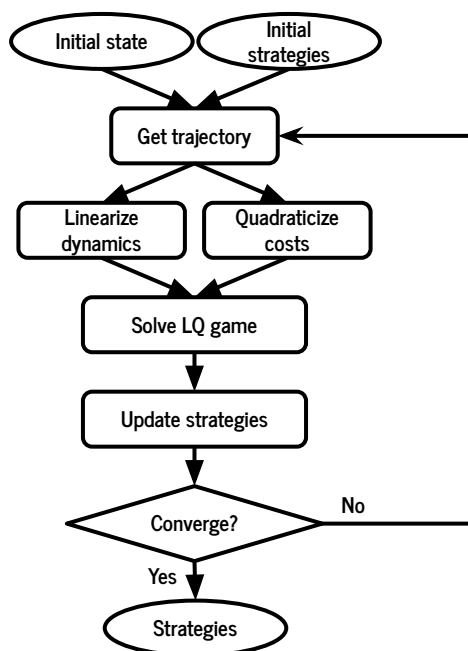 Initial state
Initial
strategies
Get trajectory
Linearize
dynamics
Quadraticize
costs
Solve LQ game
Update strategies
Converge?
No
Yes
Strategies